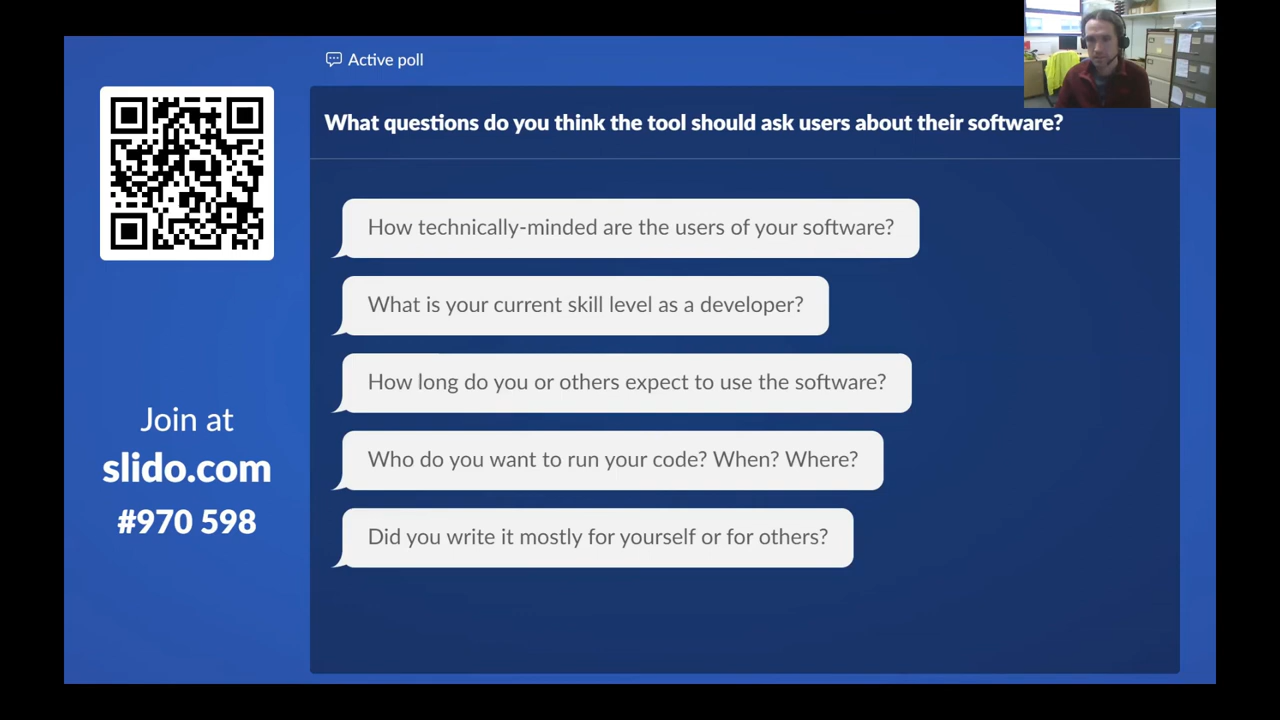 Active poll
What questions do you think the tool should ask users about their software?
How technically-minded are the users of your software?
What is your current skill level as a developer?
How long do you or others expect to use the software?
Who do you want to run your code? When? Where?
Did you write it mostly for yourself or for others?
Join at
slido.com
#970 598